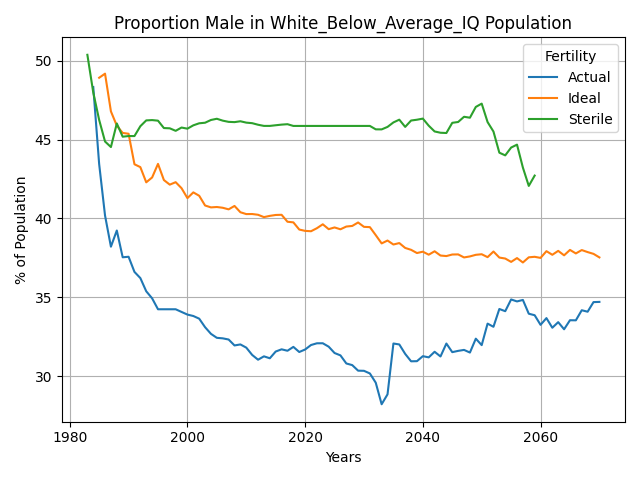 Proportion Male in White_Below_Average_IQ Population
% of Population
50
45
40
35
30
Fertility
Actual
Ideal
Sterile
1980
2000
2020
2040
2060
Years